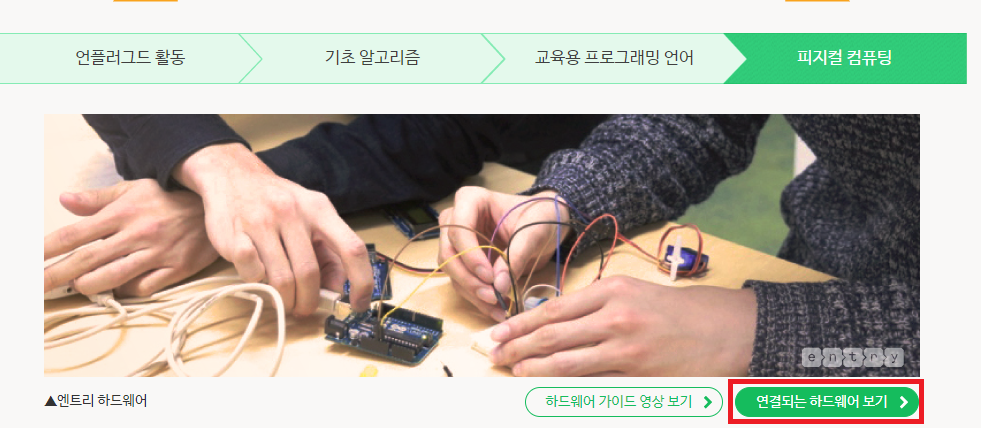 언플러그드 활동
기초 알고리즘
교육용 프로그래밍 언어
피지컬 컴퓨팅
entry
▲엔트리 하드웨어
하드웨어 가이드 영상 보기
연결되는 하드웨어 보기